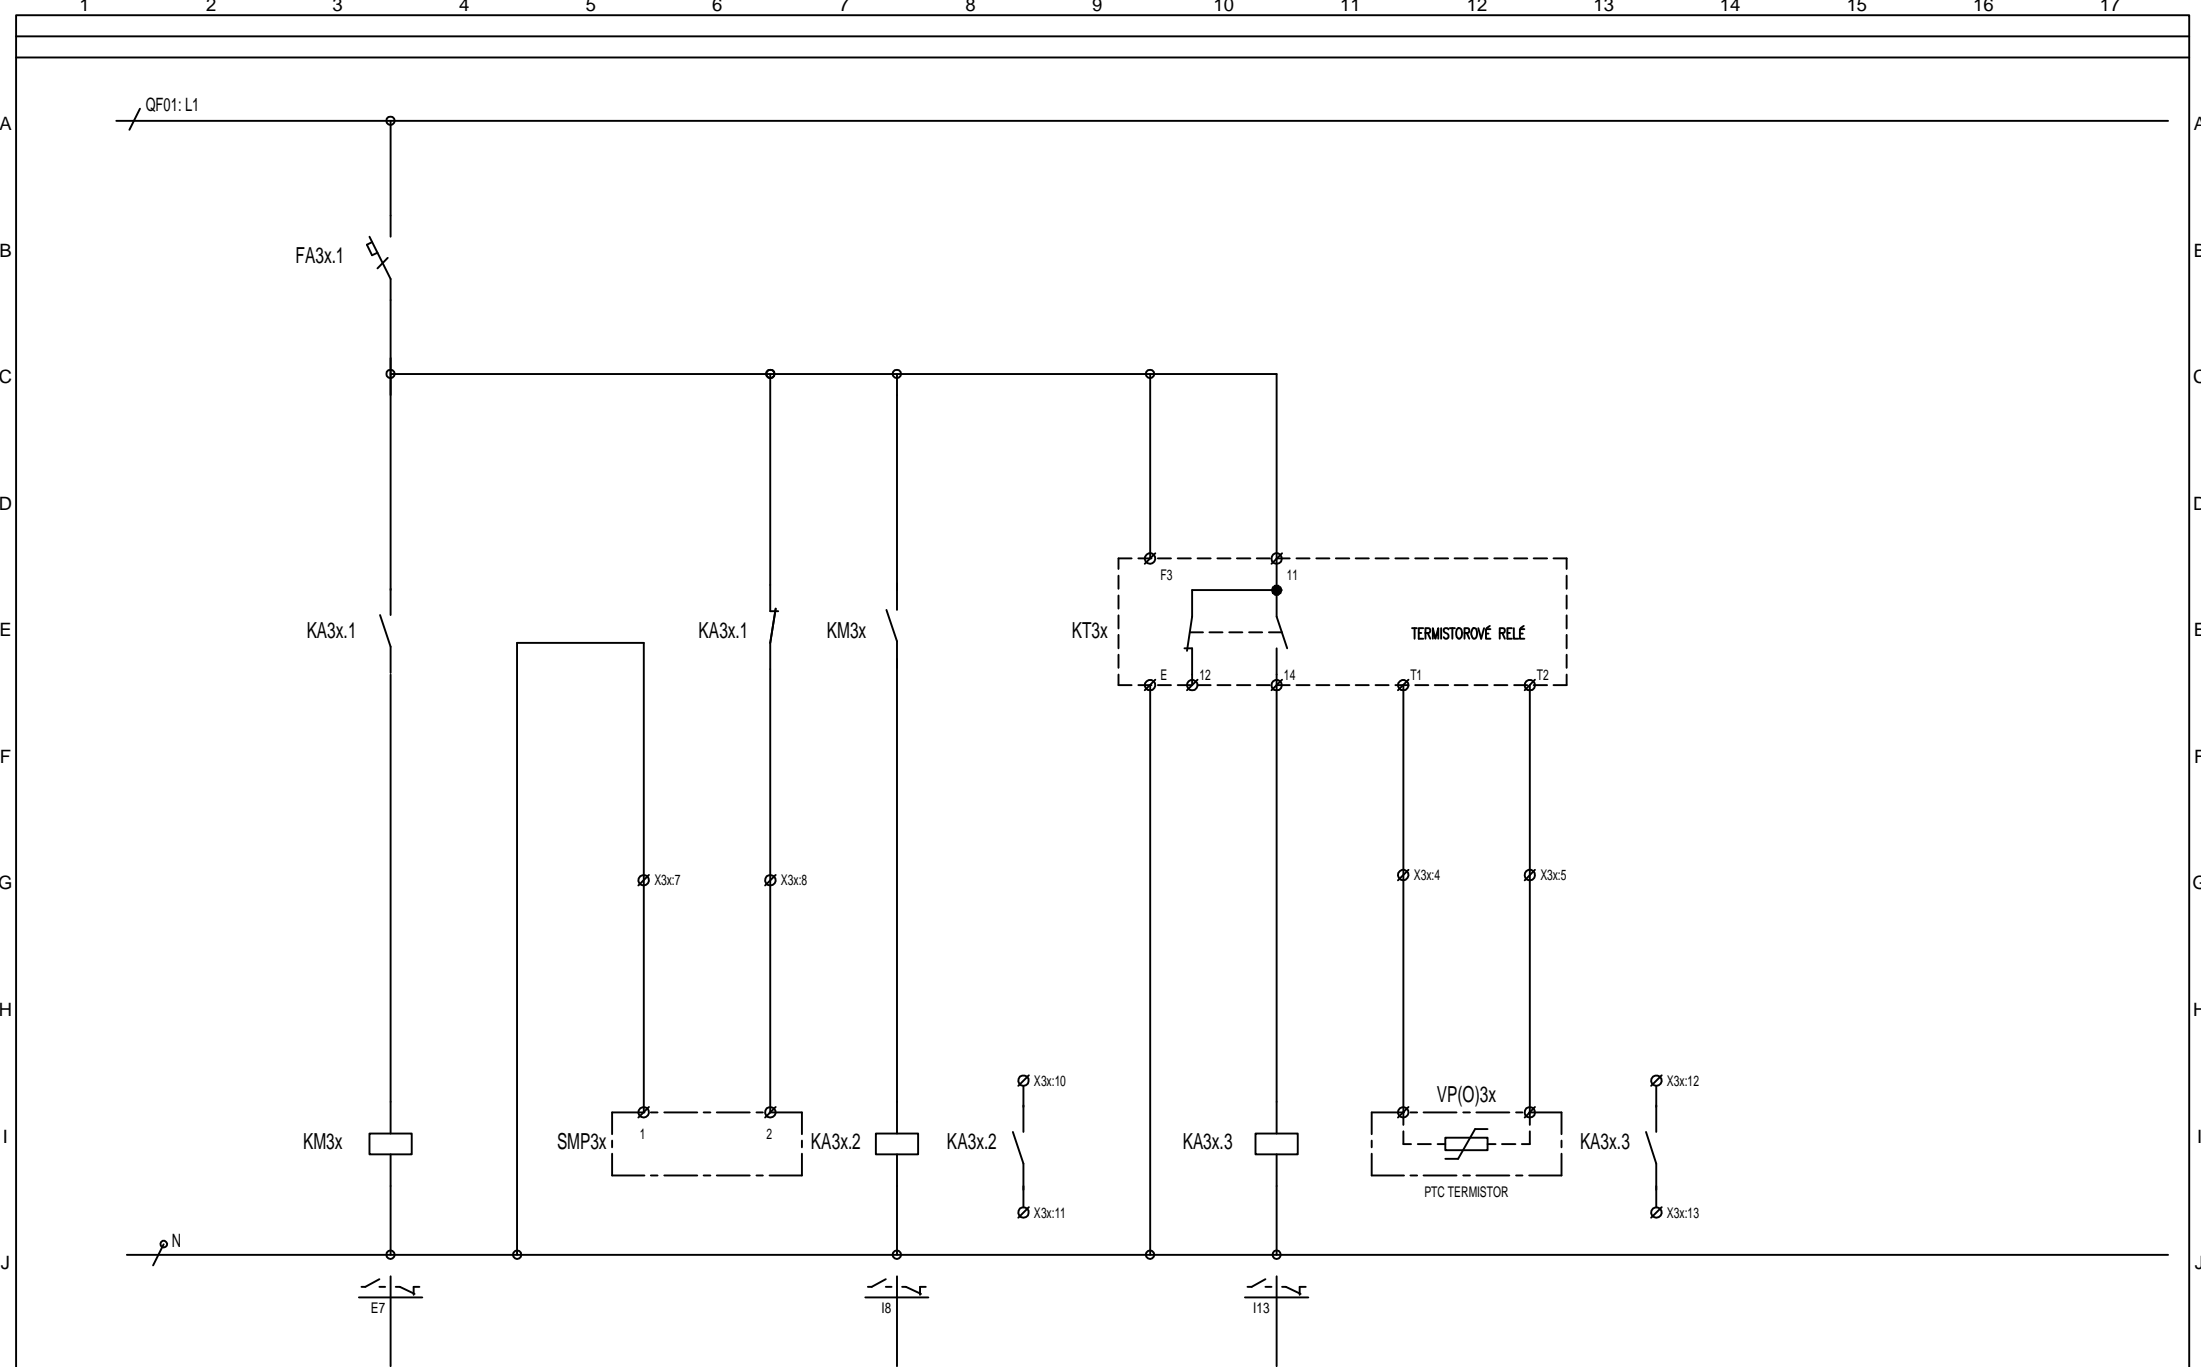 1 2 3 4 5 6 7 8 9 10 11 12 13 14 15 16 17
QF01: L1
A A
FA3x.1
B B
C C
D D
F3 11
KA3x.1 KA3x.1 KM3x KT3x TERMISTOROVÉ RELÉ
E E
E 12 14 T1 T2
F F
X3x:7 X3x:8 X3x:4 X3x:5
G G
H H
X3x:10 X3x:12
VP(O)3x
KM3x SMP3x 1 2 KA3x.2 KA3x.2 KA3x.3 KA3x.3
I I
PTC TERMISTOR
X3x:11 X3x:13
N
J J
E7 I8 I13